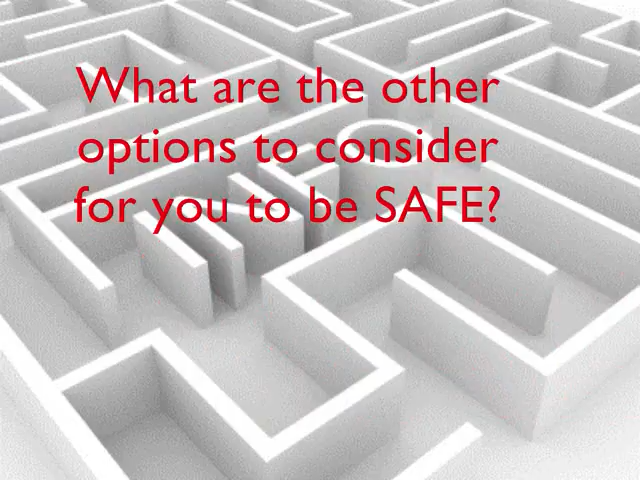 What are the other
options to consider
for you to be SAFE?